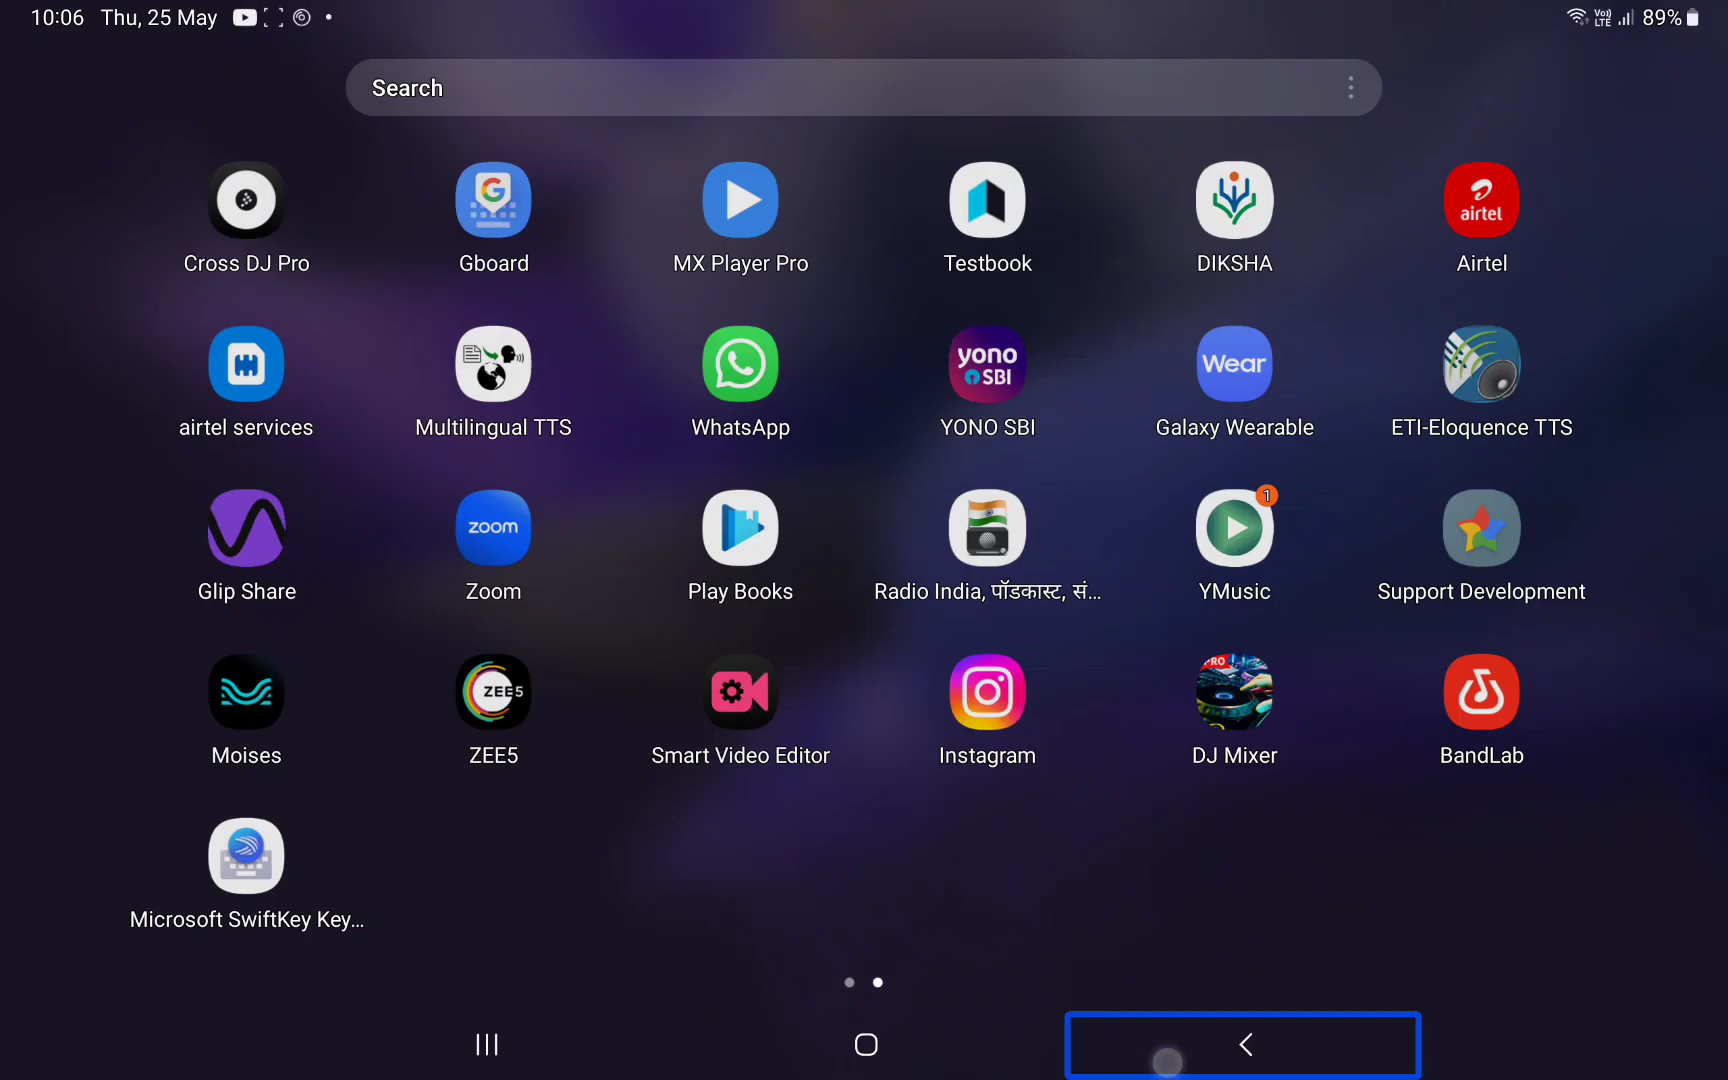 10:06 Thu, 25 May
Vo))
LTE
89%
Search
airtel
Cross DJ Pro Gboard MX Player Pro Testbook DIKSHA Airtel
yono
SBI
Wear
airtel services Multilingual TTS WhatsApp YONO SBI Galaxy Wearable ETI-Eloquence TTS
zoom
1
Glip Share Zoom Play Books Radio India, पॉडकास्ट, सं... YMusic Support Development
ZEE5
PRO
Moises ZEE5 Smart Video Editor Instagram DJ Mixer BandLab
Microsoft SwiftKey Key...